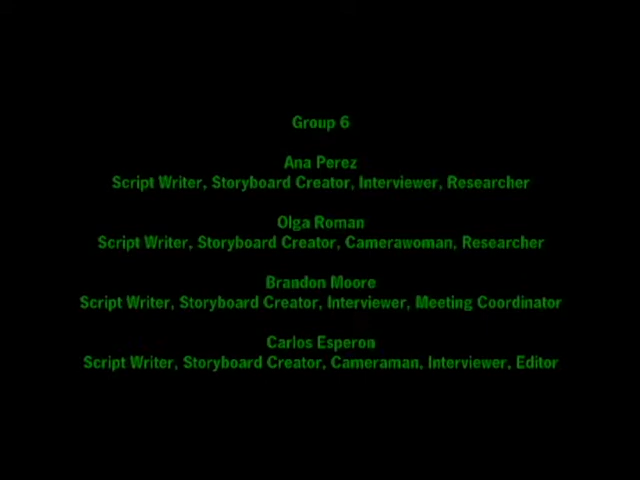 Group 6
Ana Perez
Script Writer, Storyboard Creator, Interviewer, Researcher
Olga Roman
Script Writer, Storyboard Creator, Camerawoman, Researcher
Brandon Moore
Script Writer, Storyboard Creator, Interviewer, Meeting Coordinator
Carlos Esperon
Script Writer, Storyboard Creator, Cameraman, Interviewer, Editor